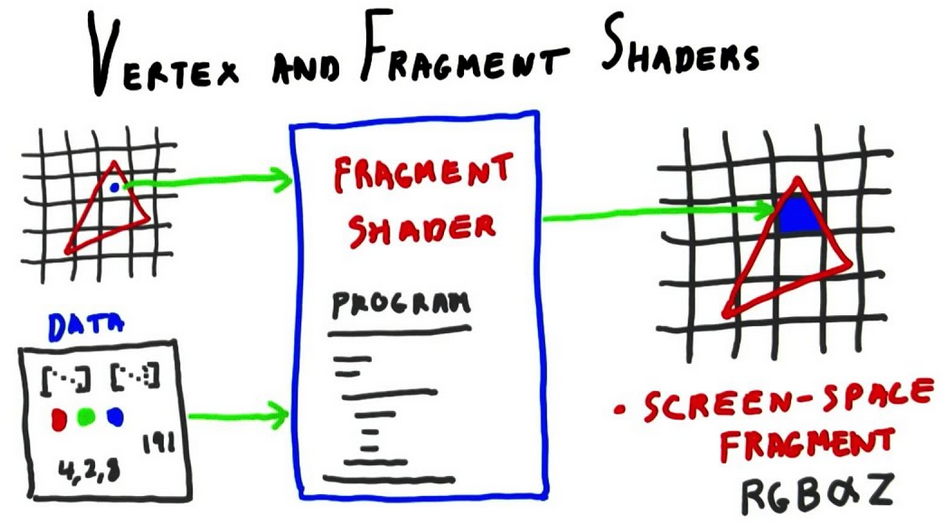 VERTEX AND FRAGMENT SHADERS
FRAGMENT
SHADER
PROGRAM
DATA
[⋱] [⋱]
191
4,2,8
• SCREEN-SPACE
FRAGMENT
RGBαZ